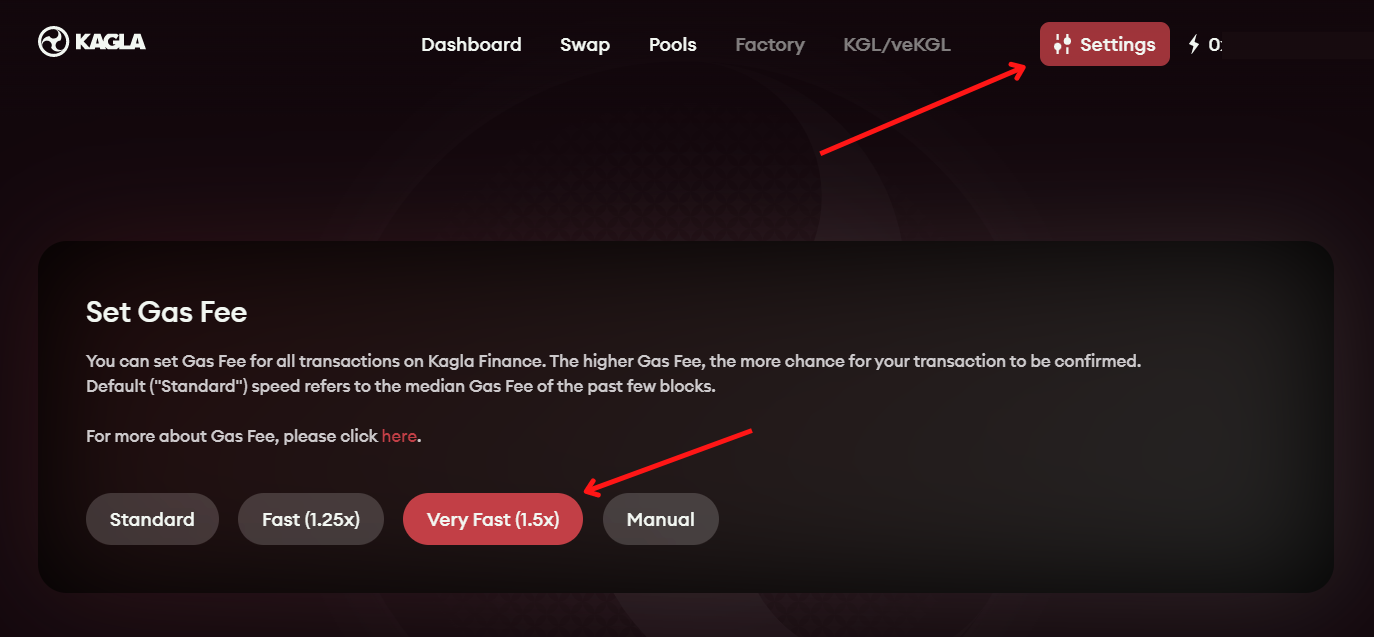 KAGLA
Dashboard Swap Pools Factory KGL/veKGL Settings
Set Gas Fee
You can set Gas Fee for all transactions on Kagla Finance. The higher Gas Fee, the more chance for your transaction to be confirmed.
Default ("Standard") speed refers to the median Gas Fee of the past few blocks.
For more about Gas Fee, please click here.
Standard Fast (1.25x) Very Fast (1.5x) Manual